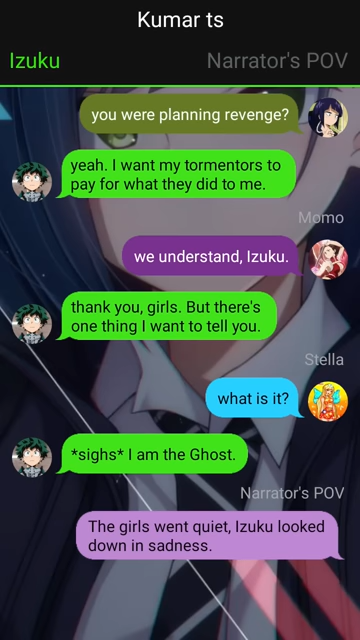 Kumar ts
Izuku
Narrator's POV
you were planning revenge?
yeah. I want my tormentors to
pay for what they did to me.
Momo
we understand, Izuku.
thank you, girls. But there's
one thing I want to tell you.
Stella
what is it?
*sighs* I am the Ghost.
Narrator's POV
The girls went quiet, Izuku looked
down in sadness.